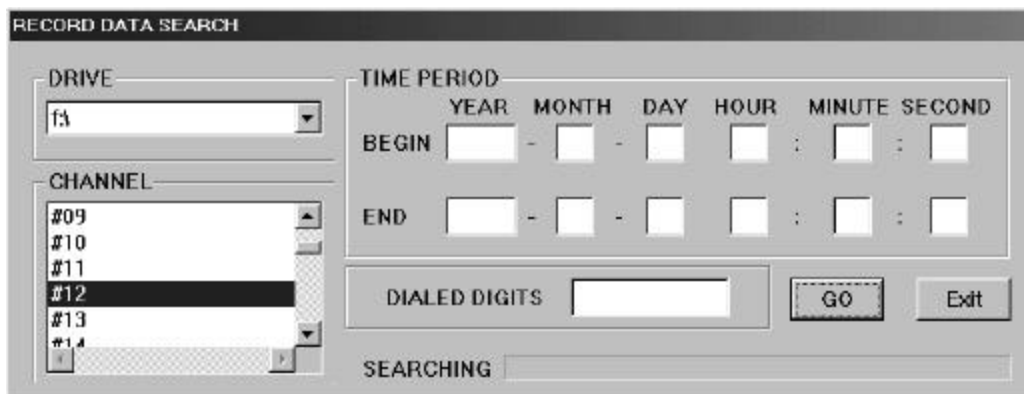 RECORD DATA SEARCH
DRIVE
f:\
CHANNEL
#09
#10
#11
#12
#13
#14
TIME PERIOD
YEAR MONTH DAY HOUR MINUTE SECOND
BEGIN - - : :
END - - : :
DIALED DIGITS
GO Exit
SEARCHING